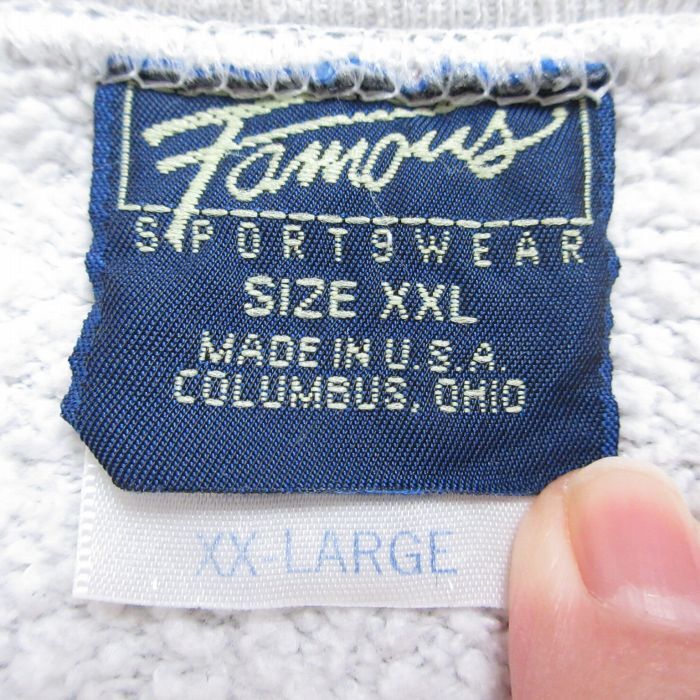 Famous
SPORTSWEAR
SIZE XXL
MADE IN U.S.A.
COLUMBUS, OHIO
XX-LARGE